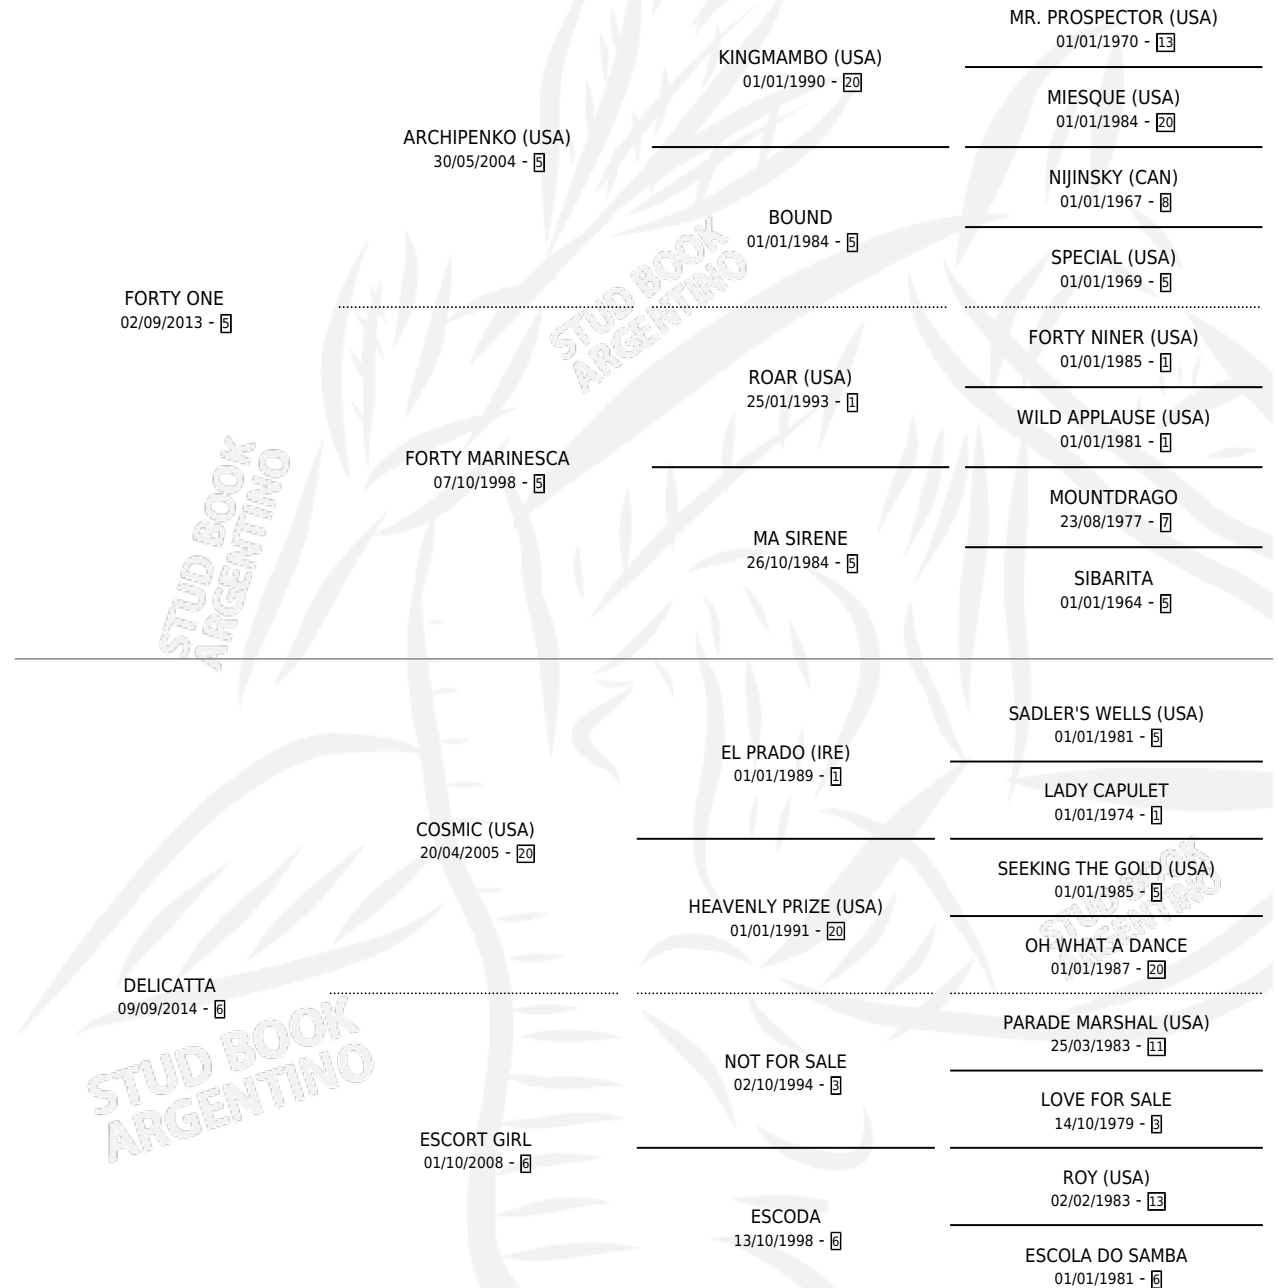 MR. PROSPECTOR (USA)
01/01/1970 - 13
KINGMAMBO (USA)
01/01/1990 - 20
MIESQUE (USA)
01/01/1984 - 20
ARCHIPENKO (USA)
30/05/2004 - 5
NIJINSKY (CAN)
01/01/1967 - 8
BOUND
01/01/1984 - 5
SPECIAL (USA)
01/01/1969 - 5
FORTY ONE
02/09/2013 - 5
FORTY NINER (USA)
01/01/1985 - 1
ROAR (USA)
25/01/1993 - 1
WILD APPLAUSE (USA)
01/01/1981 - 1
FORTY MARINESCA
07/10/1998 - 5
MOUNTDRAGO
23/08/1977 - 7
MA SIRENE
26/10/1984 - 5
SIBARITA
01/01/1964 - 5
STUD BOOK
ARGENTINO
STUD BOOK
ARGENTINO
SADLER'S WELLS (USA)
01/01/1981 - 5
EL PRADO (IRE)
01/01/1989 - 1
LADY CAPULET
01/01/1974 - 1
COSMIC (USA)
20/04/2005 - 20
SEEKING THE GOLD (USA)
01/01/1985 - 5
HEAVENLY PRIZE (USA)
01/01/1991 - 20
OH WHAT A DANCE
01/01/1987 - 20
STUD BOOK
ARGENTINO
DELICATTA
09/09/2014 - 6
PARADE MARSHAL (USA)
25/03/1983 - 11
NOT FOR SALE
02/10/1994 - 3
LOVE FOR SALE
14/10/1979 - 3
STUD BOOK
ARGENTINO
ESCORT GIRL
01/10/2008 - 6
ROY (USA)
02/02/1983 - 13
ESCODA
13/10/1998 - 6
ESCOLA DO SAMBA
01/01/1981 - 6